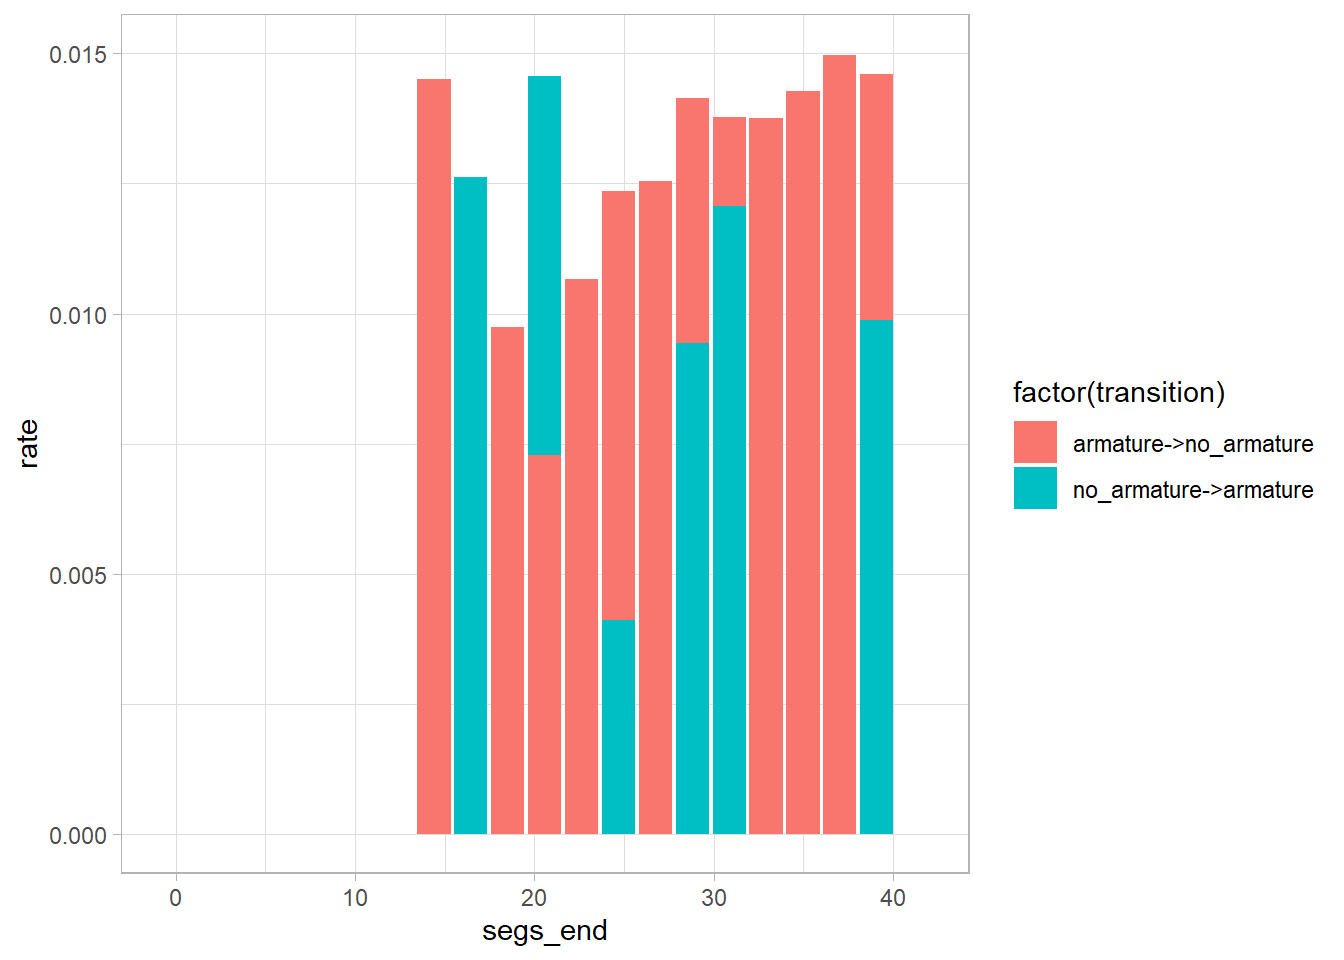 0.015
0.010
0.005
0.000
rate
0
10
20
30
40
segs_end
factor(transition)
armature->no_armature
no_armature->armature